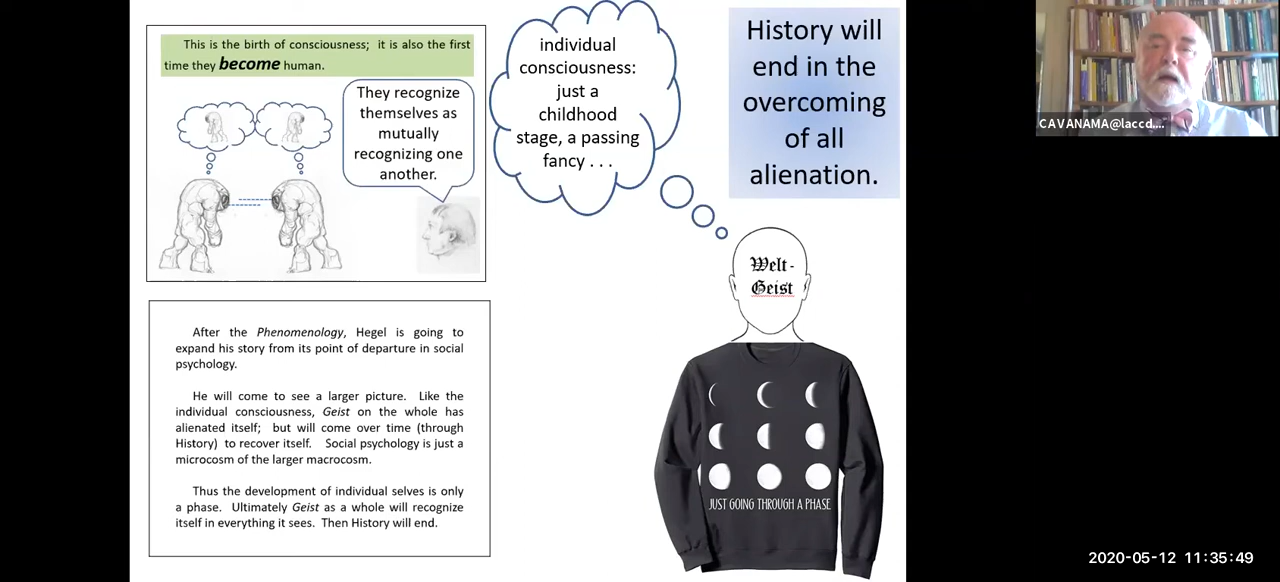 This is the birth of consciousness; it is also the first
time they become human.
They recognize
themselves as
mutually
recognizing one
another.
After the Phenomenology, Hegel is going to
expand his story from its point of departure in social
psychology.
He will come to see a larger picture. Like the
individual consciousness, Geist on the whole has
alienated itself; but will come over time (through
History) to recover itself. Social psychology is just a
microcosm of the larger macrocosm.
Thus the development of individual selves is only
a phase. Ultimately Geist as a whole will recognize
itself in everything it sees. Then History will end.
individual
consciousness:
just a
childhood
stage, a passing
fancy . . .
History will
end in the
overcoming
of all
alienation.
Welt-
Geist
JUST GOING THROUGH A PHASE
CAVANAMA@laccd....
2020-05-12 11:35:49